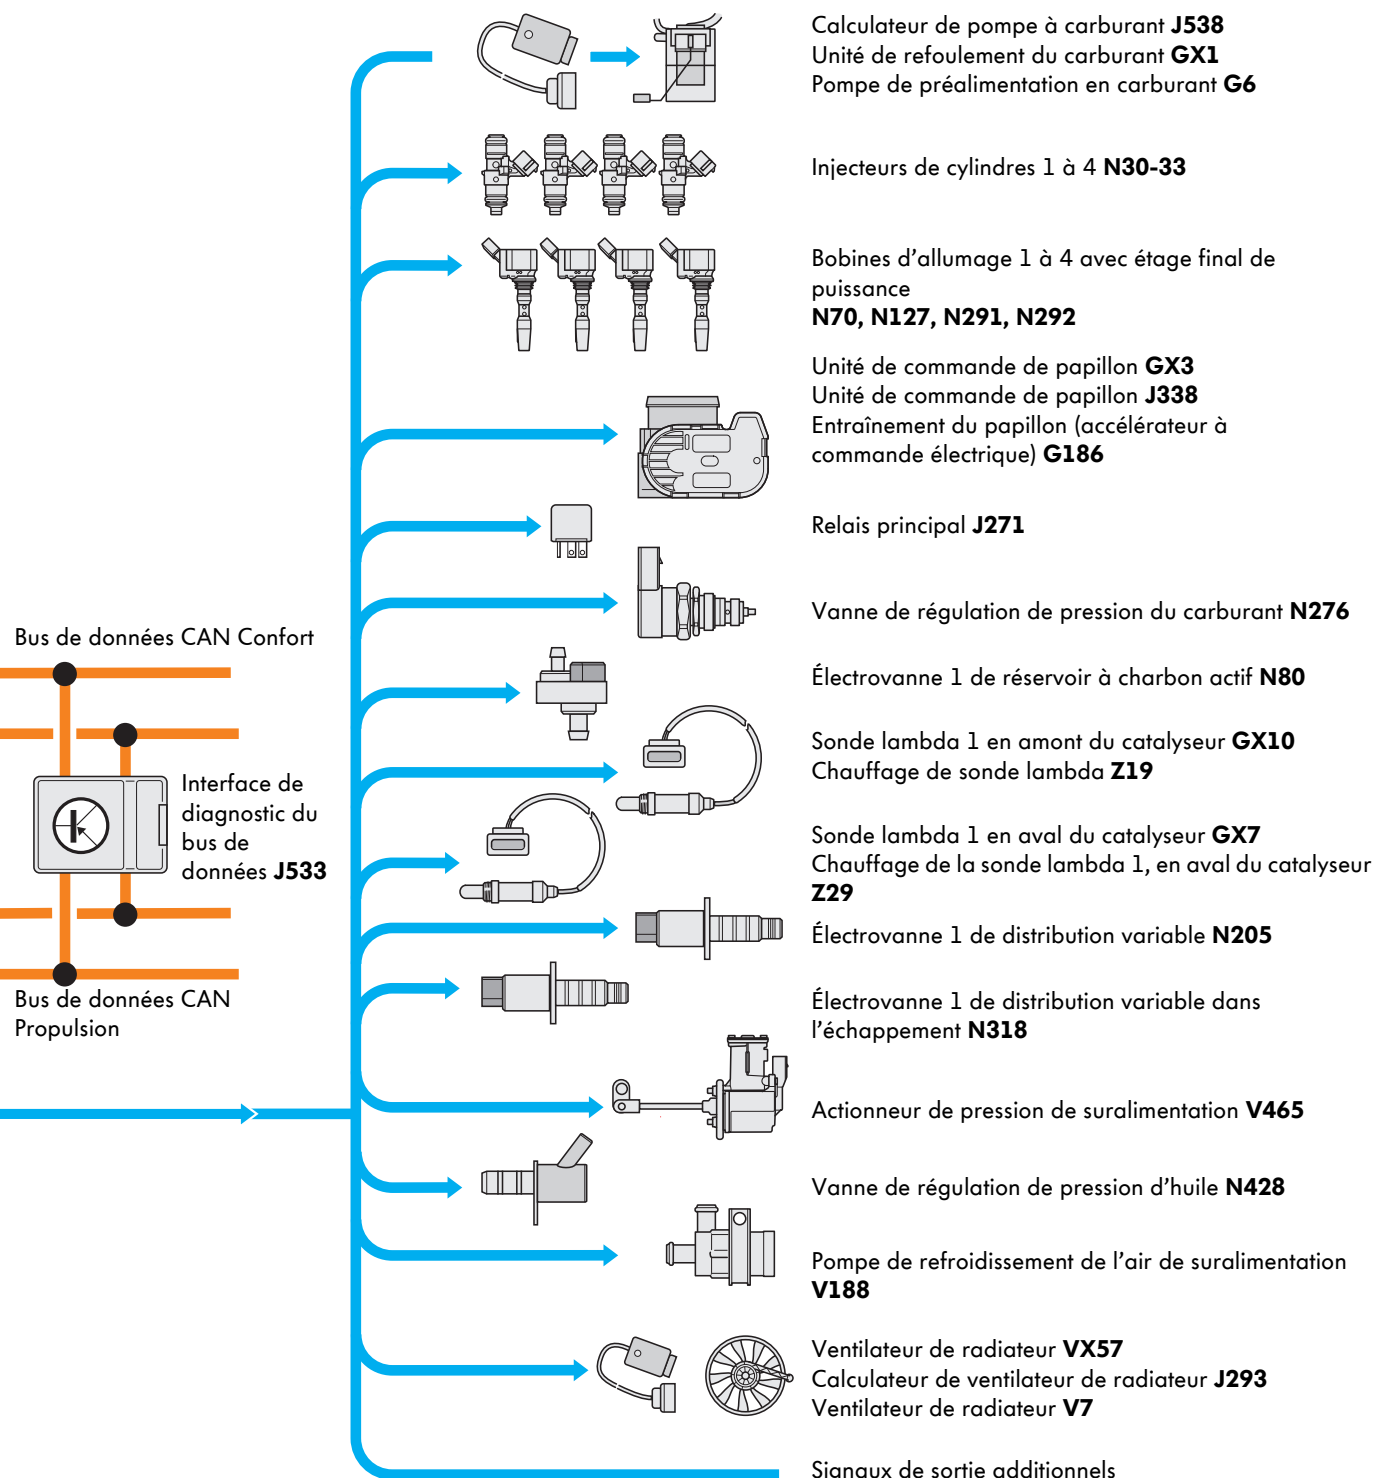 Calculateur de pompe à carburant J538
Unité de refoulement du carburant GX1
Pompe de préalimentation en carburant G6
Injecteurs de cylindres 1 à 4 N30-33
Bobines d’allumage 1 à 4 avec étage final de
puissance
N70, N127, N291, N292
Unité de commande de papillon GX3
Unité de commande de papillon J338
Entraînement du papillon (accélérateur à
commande électrique) G186
Relais principal J271
Vanne de régulation de pression du carburant N276
Bus de données CAN Confort
Électrovanne 1 de réservoir à charbon actif N80
Sonde lambda 1 en amont du catalyseur GX10
Chauffage de sonde lambda Z19
Interface de
diagnostic du
bus de
données J533
Sonde lambda 1 en aval du catalyseur GX7
Chauffage de la sonde lambda 1, en aval du catalyseur
Z29
Électrovanne 1 de distribution variable N205
Bus de données CAN
Propulsion
Électrovanne 1 de distribution variable dans
l’échappement N318
Actionneur de pression de suralimentation V465
Vanne de régulation de pression d’huile N428
Pompe de refroidissement de l’air de suralimentation
V188
Ventilateur de radiateur VX57
Calculateur de ventilateur de radiateur J293
Ventilateur de radiateur V7
Signaux de sortie additionnels